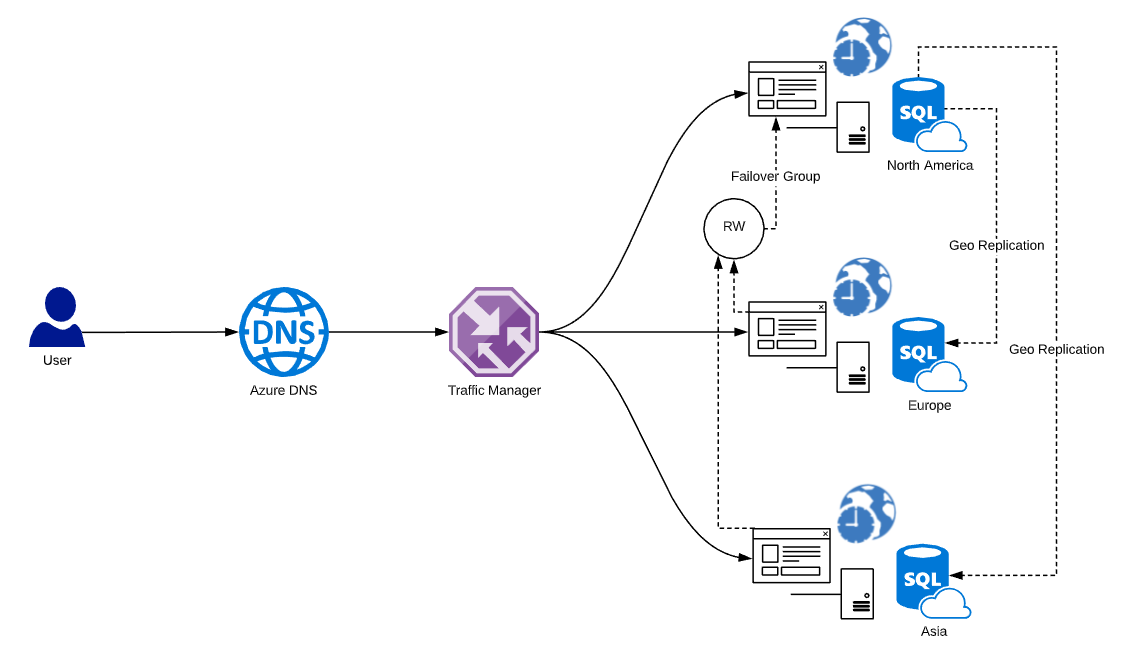 SQL
North America
Failover Group
RW
Geo Replication
User
DNS
Azure DNS
Traffic Manager
SQL
Europe
Geo Replication
SQL
Asia